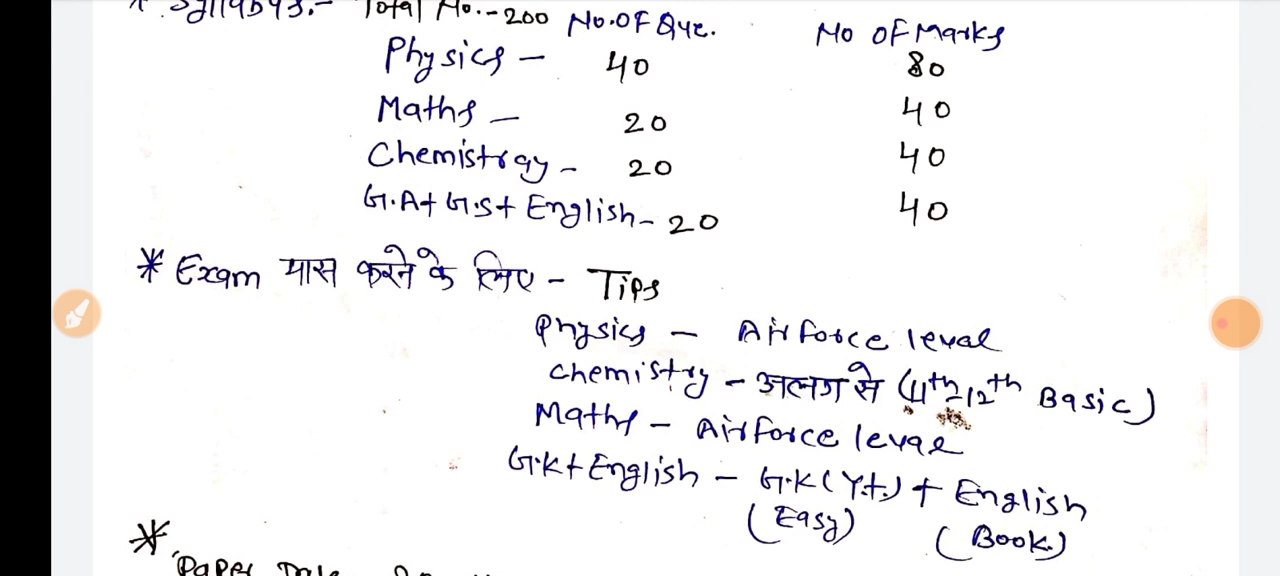 * Syllabus:- Total No.-200 No.Of Que. No Of Marks
Physics - 40 80
Maths - 20 40
Chemistry - 20 40
G.A+ G.S+ English - 20 40
* Exam पास करने के लिए - Tips
Physics - Airforce level
Chemistry - अलग से (11th-12th Basic)
Maths - Airforce level
G.K+English - G.K(Y.t.) + English
(Easy) (Book.)
* Paper